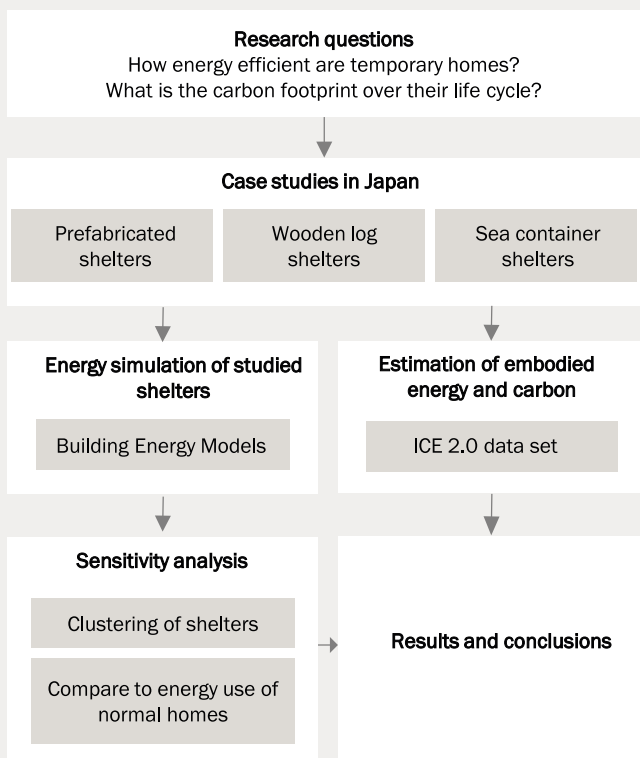 Research questions
How energy efficient are temporary homes?
What is the carbon footprint over their life cycle?
Case studies in Japan
Prefabricated
shelters
Wooden log
shelters
Sea container
shelters
Energy simulation of studied
shelters
Building Energy Models
Estimation of embodied
energy and carbon
ICE 2.0 data set
Sensitivity analysis
Clustering of shelters
Compare to energy use of
normal homes
Results and conclusions